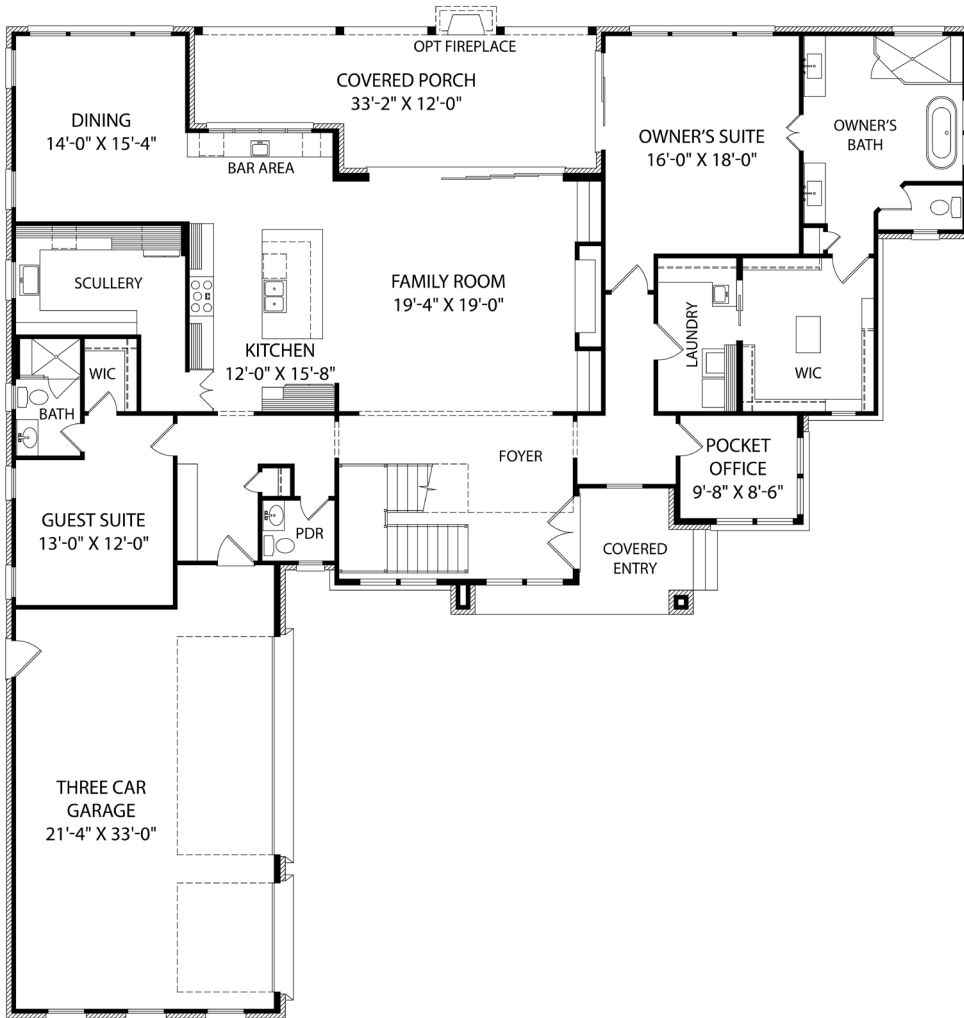 OPT FIREPLACE
COVERED PORCH
33'-2" X 12'-0"
DINING
14'-0" X 15'-4"
BAR AREA
OWNER'S SUITE
16'-0" X 18'-0"
OWNER'S
BATH
SCULLERY
FAMILY ROOM
19'-4" X 19'-0"
KITCHEN
12'-0" X 15'-8"
LAUNDRY
WIC
WIC
BATH
FOYER
POCKET
OFFICE
9'-8" X 8'-6"
GUEST SUITE
13'-0" X 12'-0"
PDR
COVERED
ENTRY
THREE CAR
GARAGE
21'-4" X 33'-0"